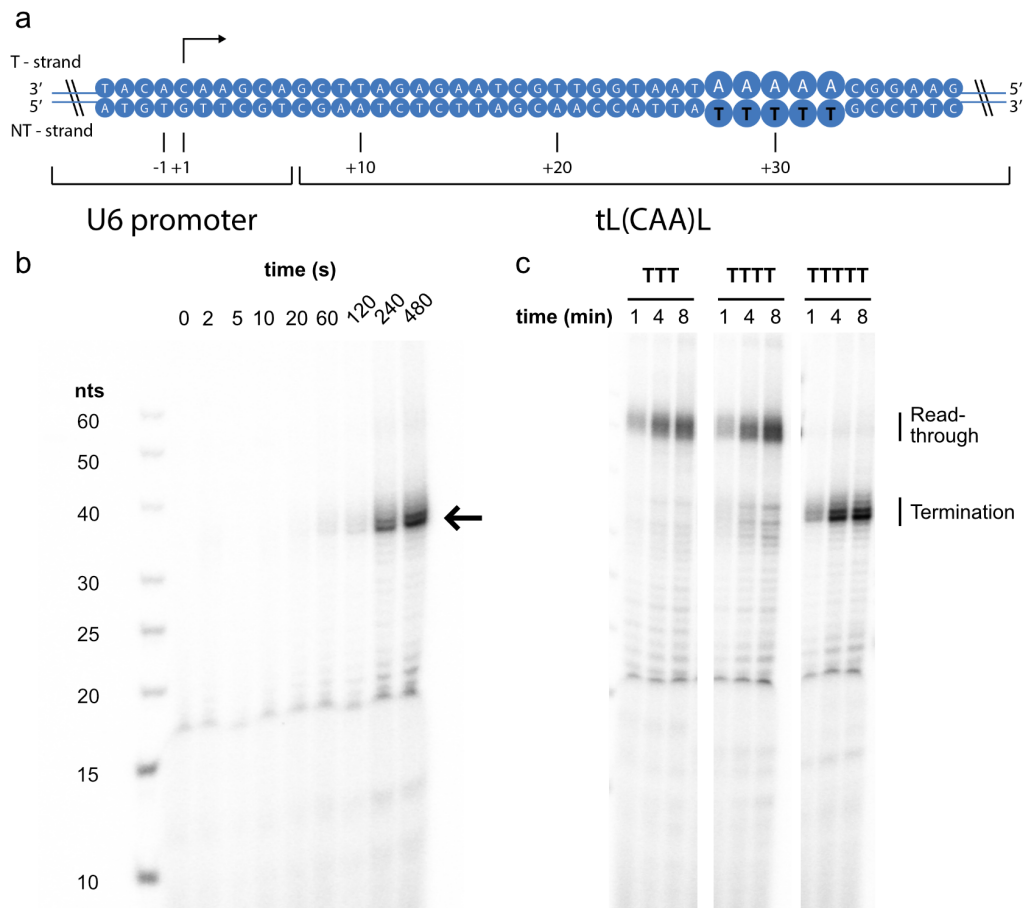 a
T - strand
3' TACACAAGCAGCTTAGAGAATCGTTGGTAATAAAAACGGAAG 5'
5' ATGTGTTCGTCGAATCTCTTAGCAACCATTATTTTTGCCTTC 3'
NT - strand
-1 +1 +10 +20 +30
U6 promoter tL(CAA)L
b
time (s)
0 2 5 10 20 60 120 240 480
nts
60
50
40
30
25
20
15
10
c
TTT TTTT TTTTT
time (min) 1 4 8 1 4 8 1 4 8
Read-
through
Termination